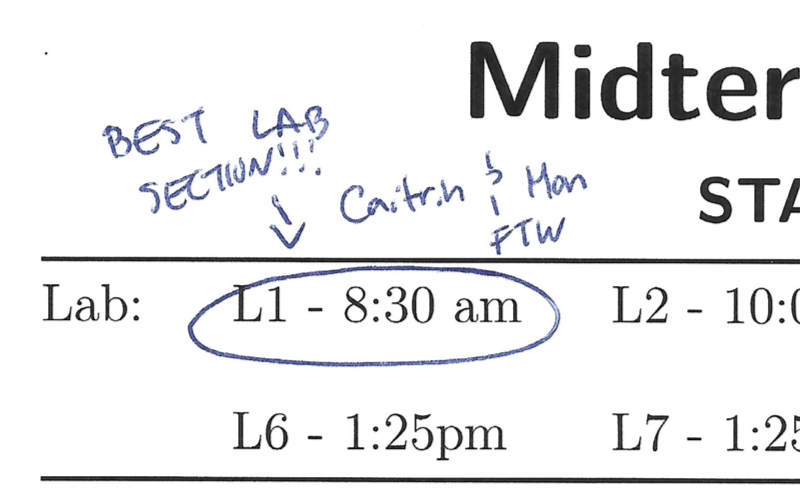 Midter
BEST LAB
SECTION!!!
Caitrin & Mon
FTW
STA
Lab: L1 - 8:30 am L2 - 10:0
L6 - 1:25pm L7 - 1:25